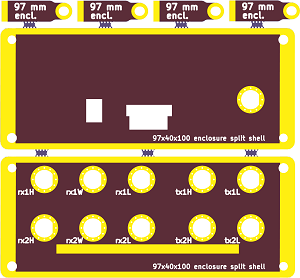 97 mm 97 mm 97 mm 97 mm
encl. encl. encl. encl.
97x40x100 enclosure split shell
rx1H rx1W rx1L tx1H tx1L
rx2H rx2W rx2L tx2H tx2L
97x40x100 enclosure split shell